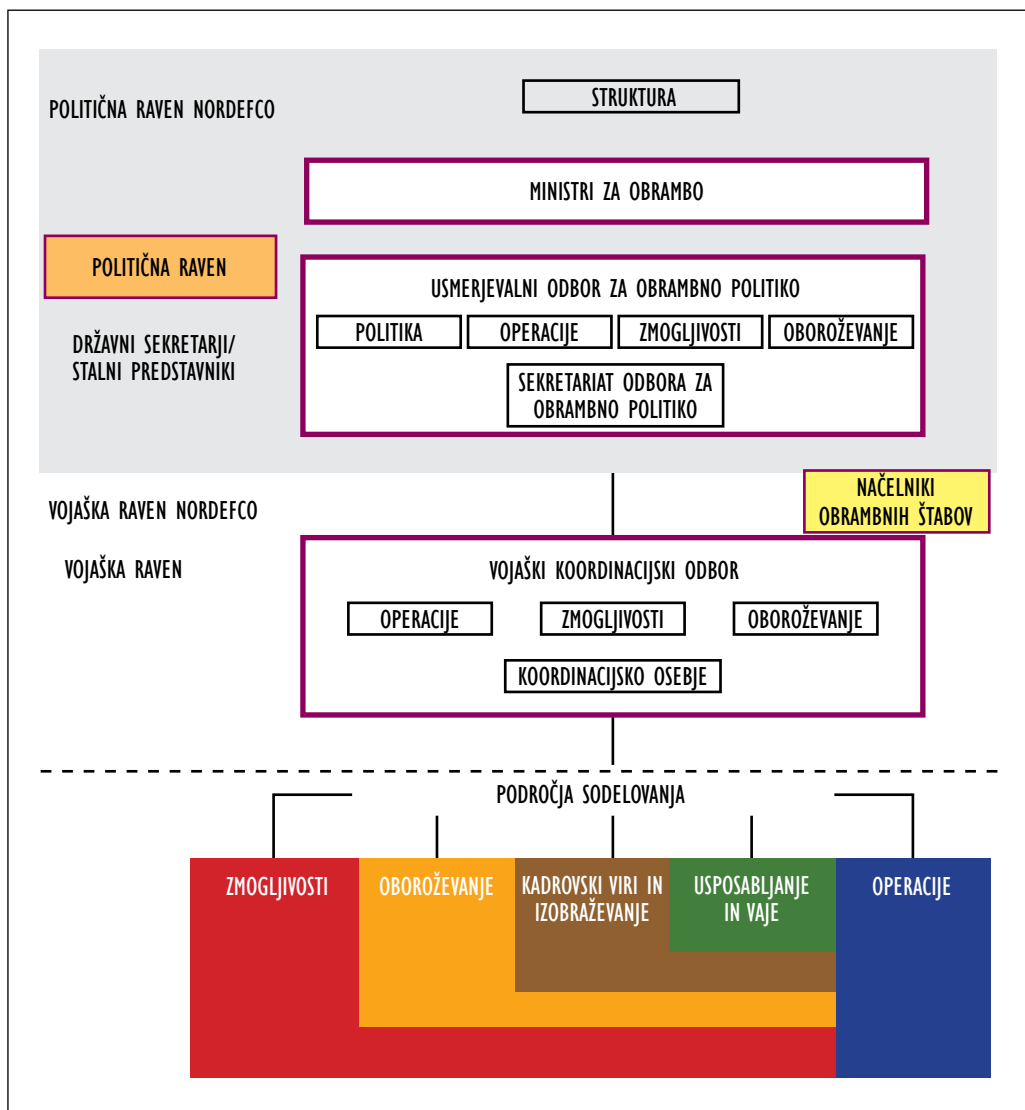 POLITIČNA RAVEN NORDEFCO
STRUKTURA
MINISTRI ZA OBRAMBO
POLITIČNA RAVEN
USMERJEVALNI ODBOR ZA OBRAMBNO POLITIKO
POLITIKA
OPERACIJE
ZMOGLJIVOSTI
OBOROŽEVANJE
DRŽAVNI SEKRETARJI/
STALNI PREDSTAVNIKI
SEKRETARIAT ODBORA ZA
OBRAMBNO POLITIKO
NAČELNIKI
OBRAMBNIH ŠTABOV
VOJAŠKA RAVEN NORDEFCO
VOJAŠKA RAVEN
VOJAŠKI KOORDINACIJSKI ODBOR
OPERACIJE
ZMOGLJIVOSTI
OBOROŽEVANJE
KOORDINACIJSKO OSEBJE
PODROČJA SODELOVANJA
ZMOGLJIVOSTI
OBOROŽEVANJE
KADROVSKI VIRI IN
IZOBRAŽEVANJE
USPOSABLJANJE
IN VAJE
OPERACIJE